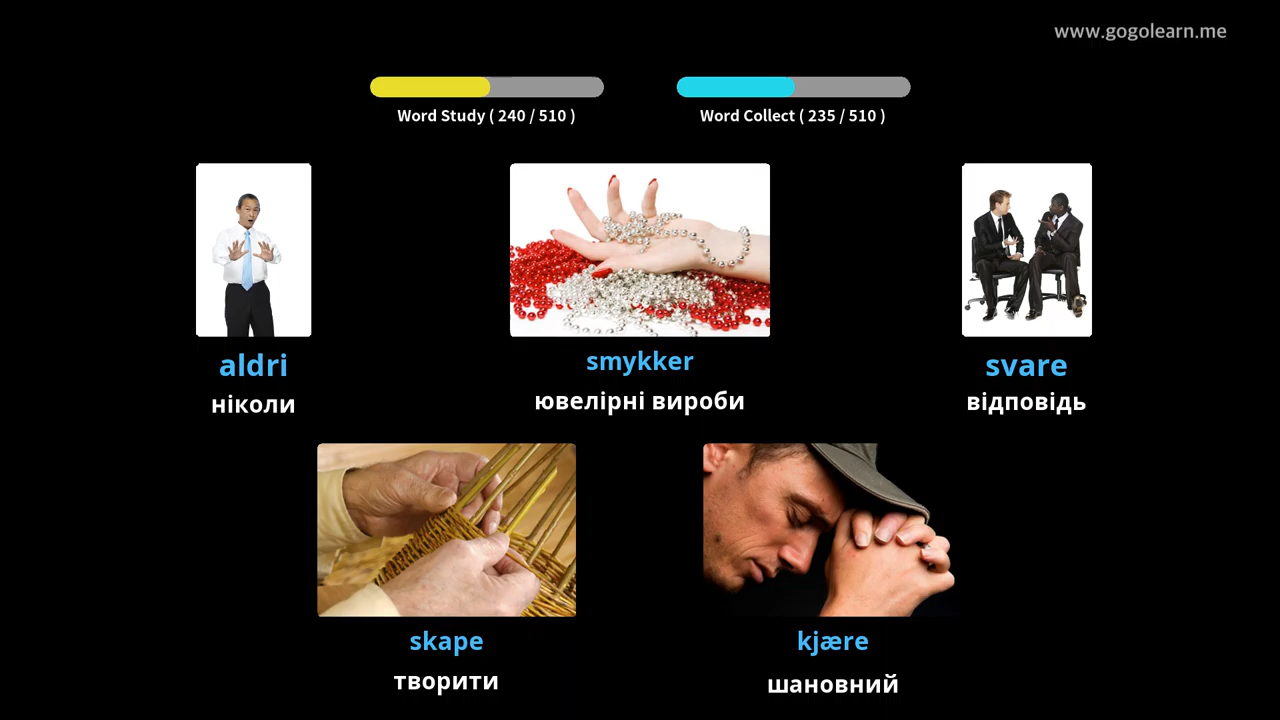 www.gogolearn.me
Word Study ( 240 / 510 )
Word Collect ( 235 / 510 )
aldri
ніколи
smykker
ювелірні вироби
svare
відповідь
skape
творити
kjære
шановний